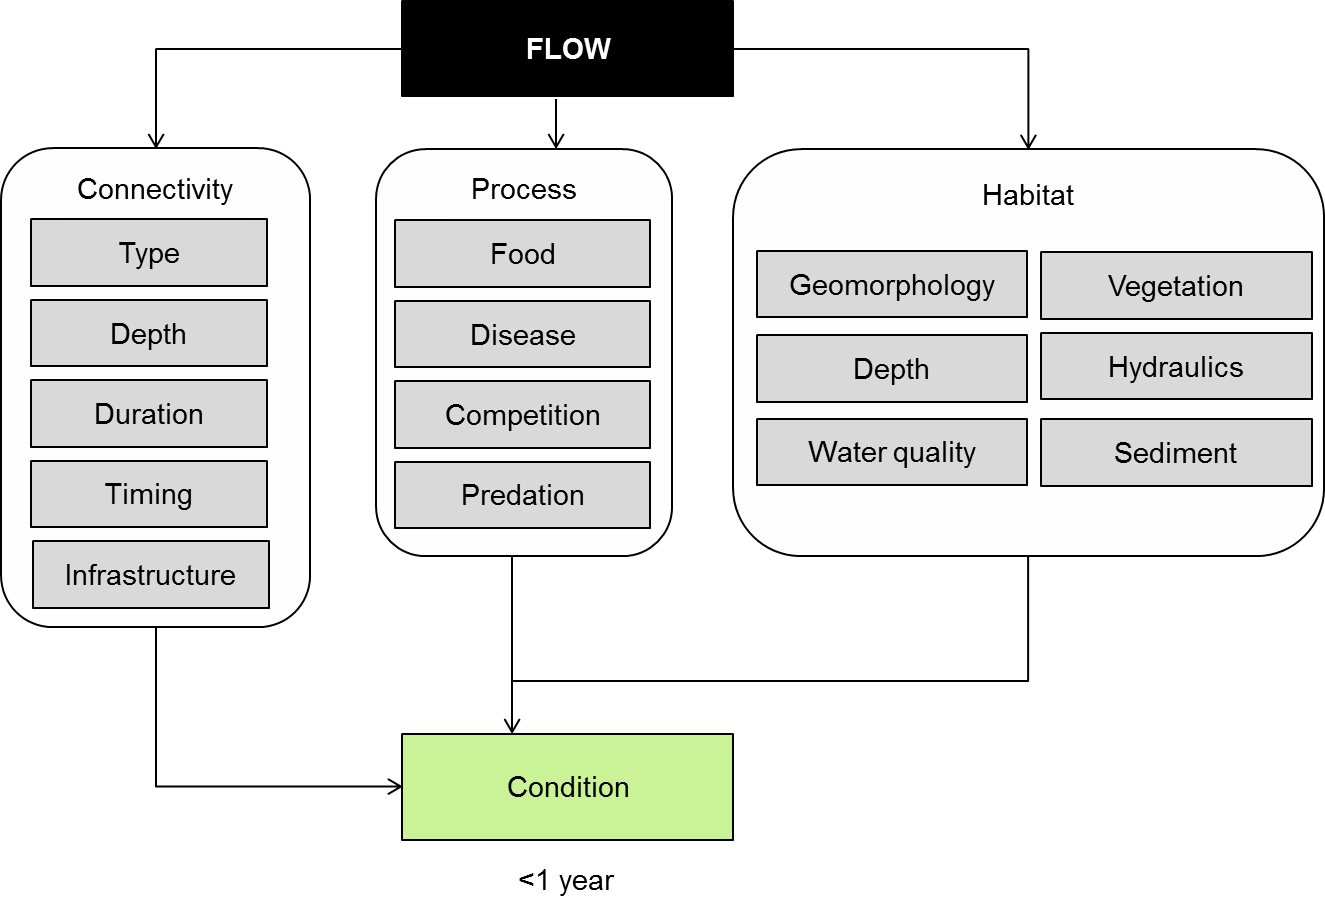 FLOW
Connectivity
Type
Depth
Duration
Timing
Infrastructure
Process
Food
Disease
Competition
Predation
Habitat
Geomorphology
Vegetation
Depth
Hydraulics
Water quality
Sediment
Condition
<1 year